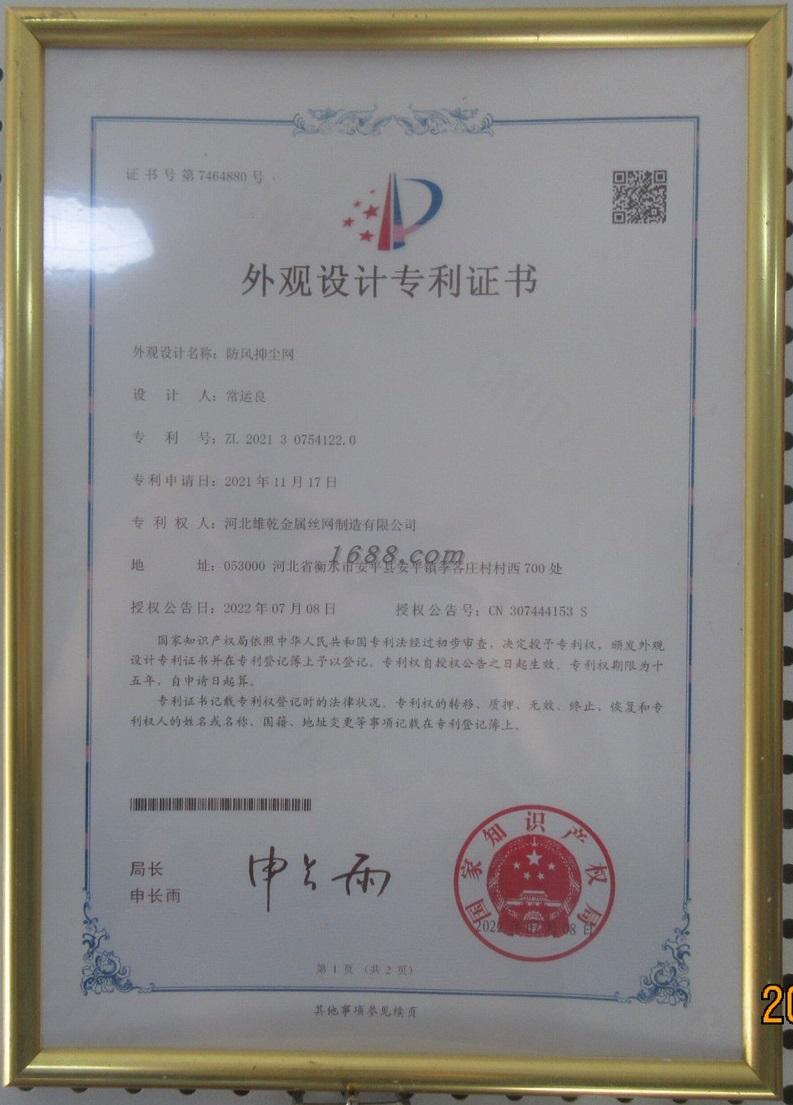 证书号第7464880号
外观设计专利证书
外观设计名称：防风抑尘网
设计人：常运良
专利号：ZL 2021 3 0754122.0
专利申请日：2021年11月17日
专利权人：河北雄乾金属丝网制造有限公司
1688.com
地址：053000 河北省衡水市安平县安平镇李各庄村村西700处
授权公告日：2022年07月08日 授权公告号：CN 307444153 S
国家知识产权局依照中华人民共和国专利法经过初步审查，决定授予专利权，颁发外观
设计专利证书并在专利登记簿上予以登记。专利权自授权公告之日起生效。专利权期限为十
五年，自申请日起算。
专利证书记载专利权登记时的法律状况。专利权的转移、质押、无效、终止、恢复和专
利权人的姓名或名称、国籍、地址变更等事项记载在专利登记簿上。
局长
申长雨
申长雨
国家知识产权局
2022年07月08日
第 1 页 （共 2 页）
其他事项参见续页
20